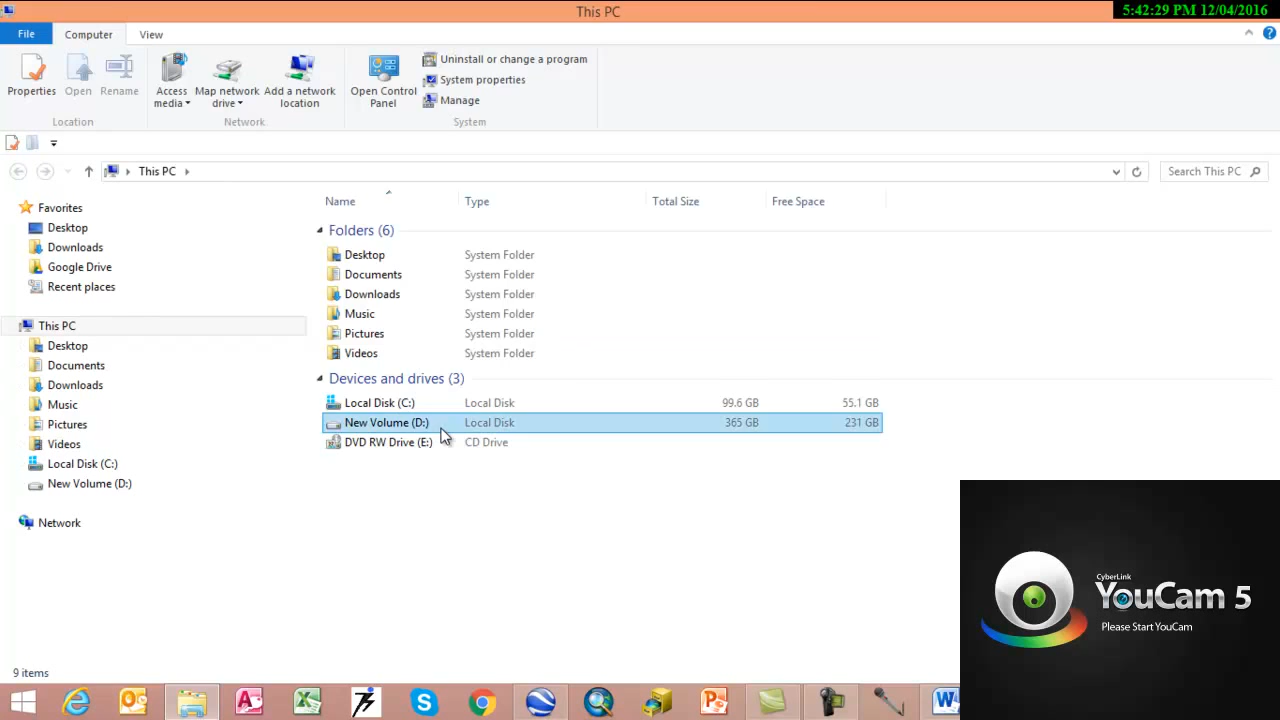 This PC
5:42:29 PM 12/04/2016
File Computer View
Properties Open Rename Access media Map network drive Add a network location Open Control Panel Uninstall or change a program
System properties
Manage
Location Network System
This PC Search This PC
Name Type Total Size Free Space
Favorites
Desktop
Downloads
Google Drive
Recent places
This PC
Desktop
Documents
Downloads
Music
Pictures
Videos
Local Disk (C:)
New Volume (D:)
Network
Folders (6)
Desktop System Folder
Documents System Folder
Downloads System Folder
Music System Folder
Pictures System Folder
Videos System Folder
Devices and drives (3)
Local Disk (C:) Local Disk 99.6 GB 55.1 GB
New Volume (D:) Local Disk 365 GB 231 GB
DVD RW Drive (E:) CD Drive
CyberLink
YouCam 5
Please Start YouCam
9 items